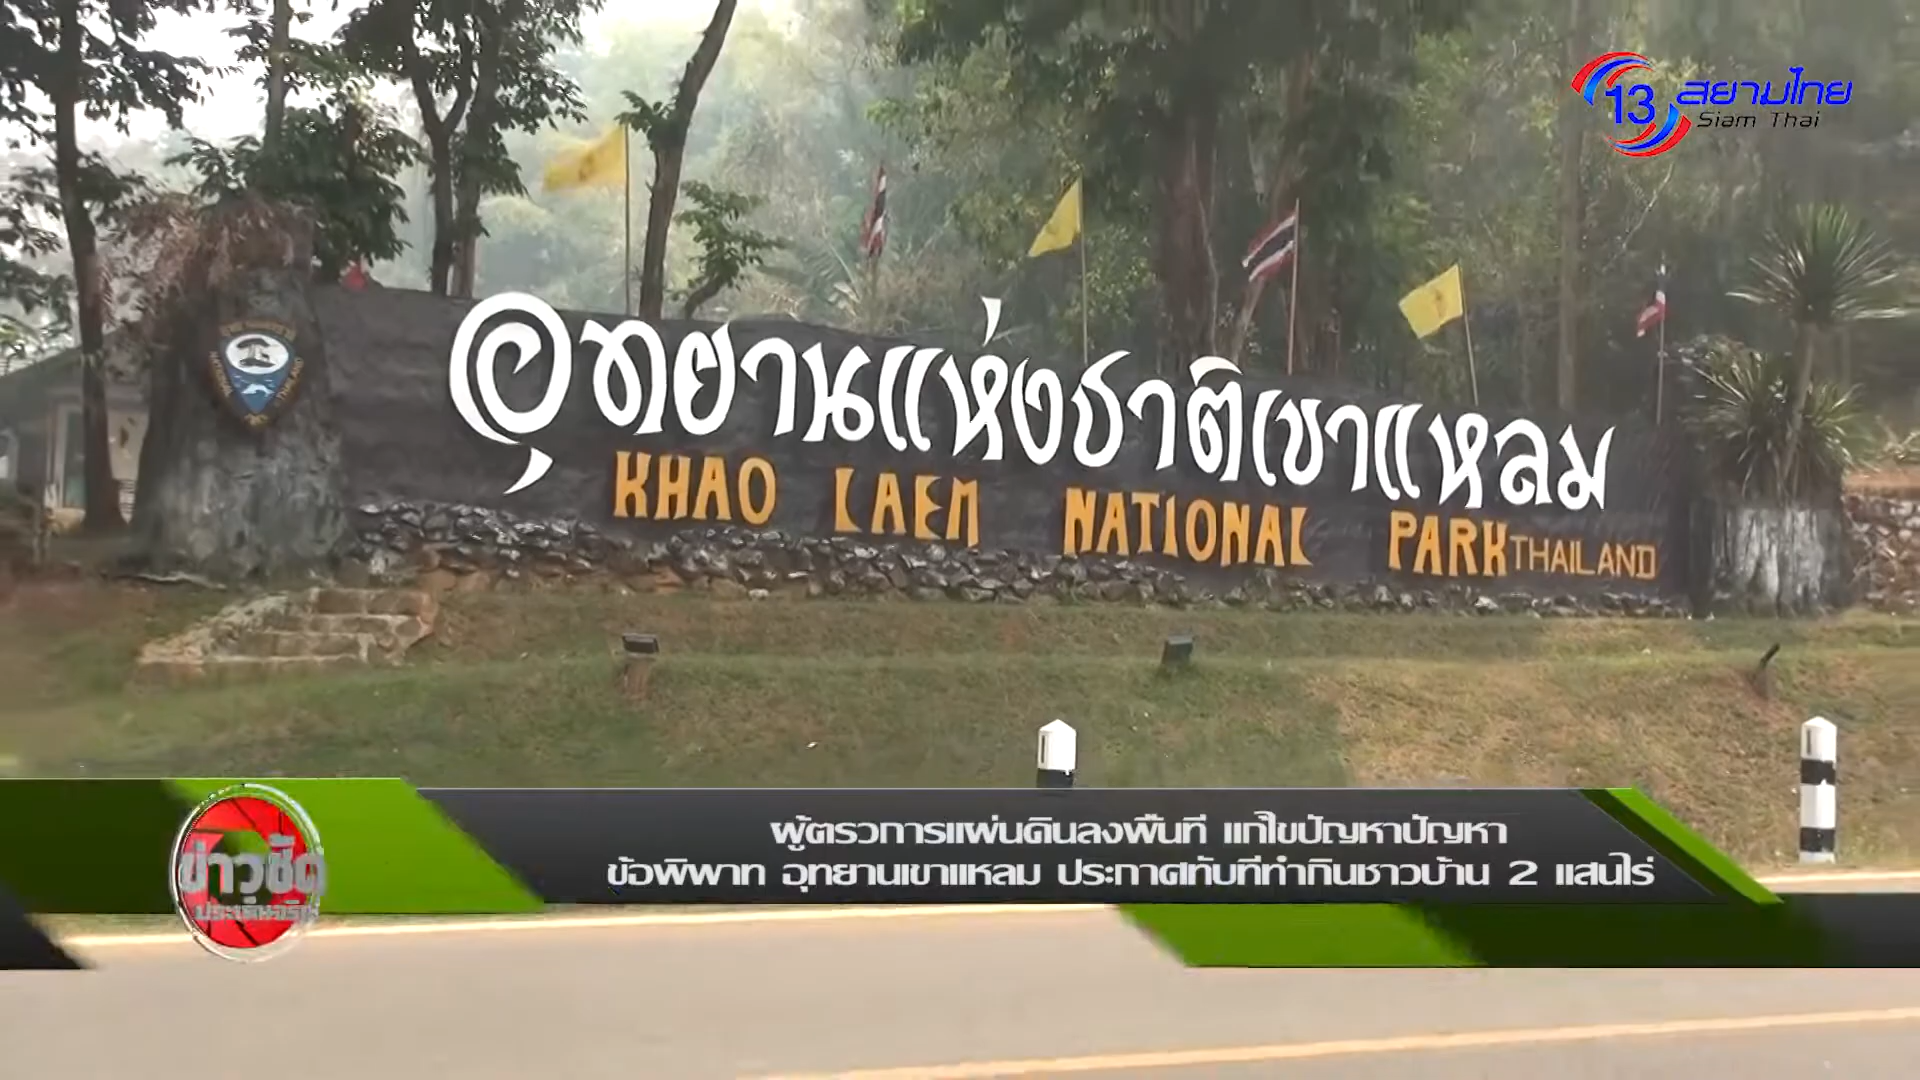 13 สยามไทย
Siam Thai
อุทยานแห่งชาติเขาแหลม
KHAO LAEM NATIONAL PARK THAILAND
ผู้ตรวการแผ่นดินลงพื้นที่ แก้ไขปัญหาปัญหา
ข้อพิพาท อุทยานเขาแหลม ประกาศทับที่ทำกินชาวบ้าน 2 แสนไร่
ข่าวชัด